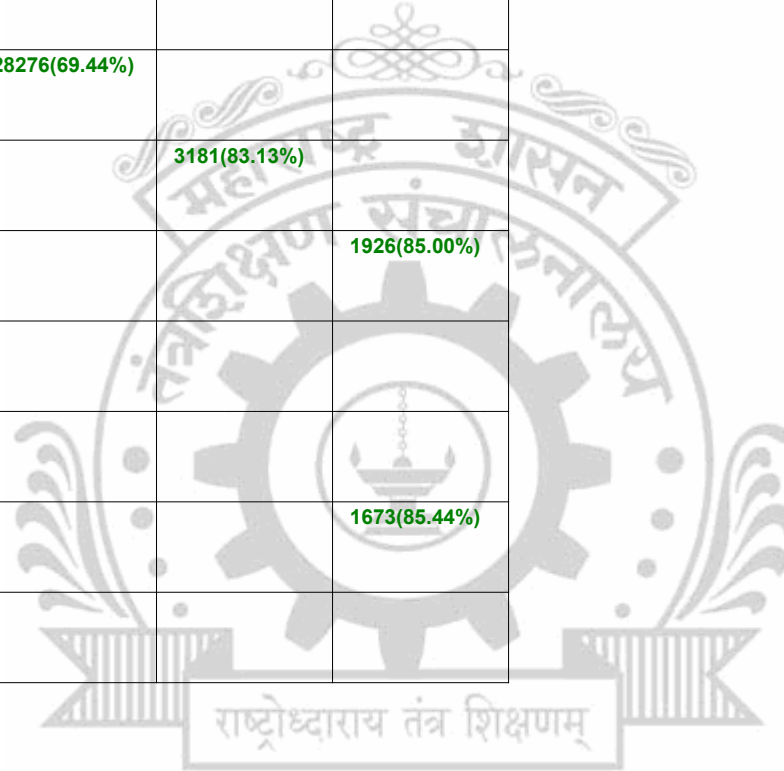 28276(69.44%)
3181(83.13%)
1926(85.00%)
1673(85.44%)
महाराष्ट्र शासन
तंत्रशिक्षण संचालनालय
राष्ट्रोध्दाराय तंत्र शिक्षणम्